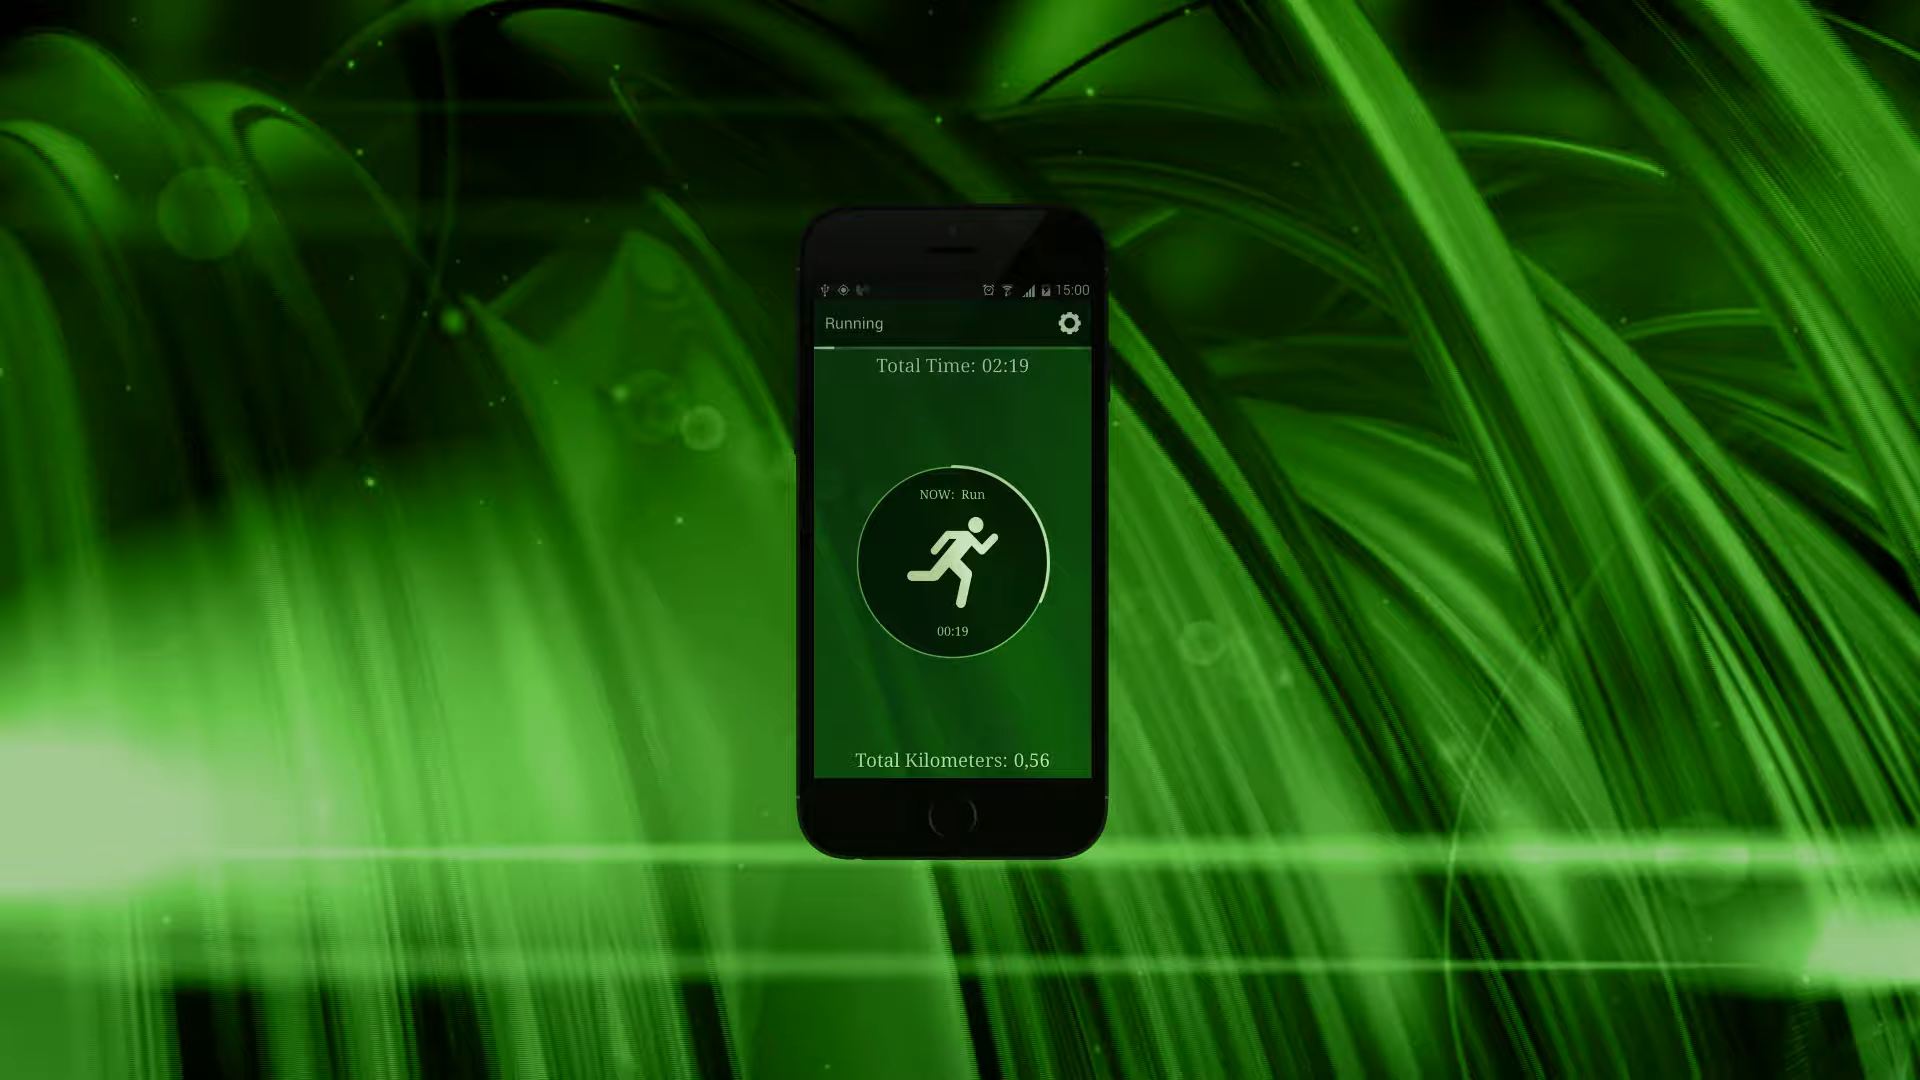 15:00
Running
Total Time: 02:19
NOW: Run
00:19
Total Kilometers: 0,56